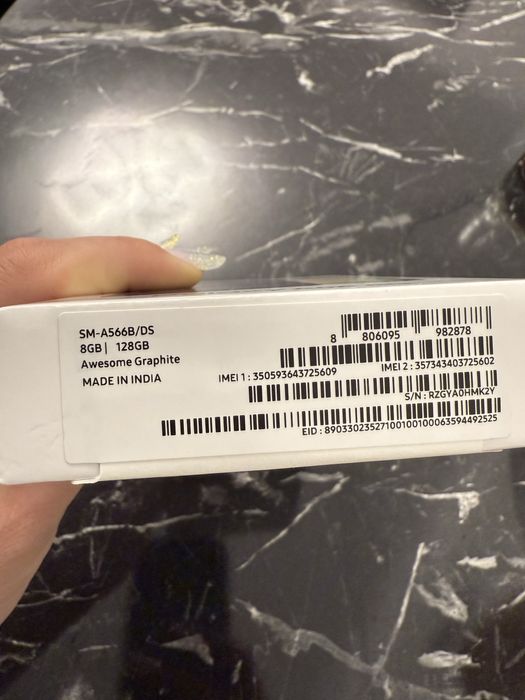 SM-A566B/DS
8GB | 128GB
Awesome Graphite
MADE IN INDIA
8 806095 982878
IMEI 1 : 350593643725609
IMEI 2 : 357343403725602
S/N : RZGYA0HMK2Y
EID : 89033023527100100100063594492525